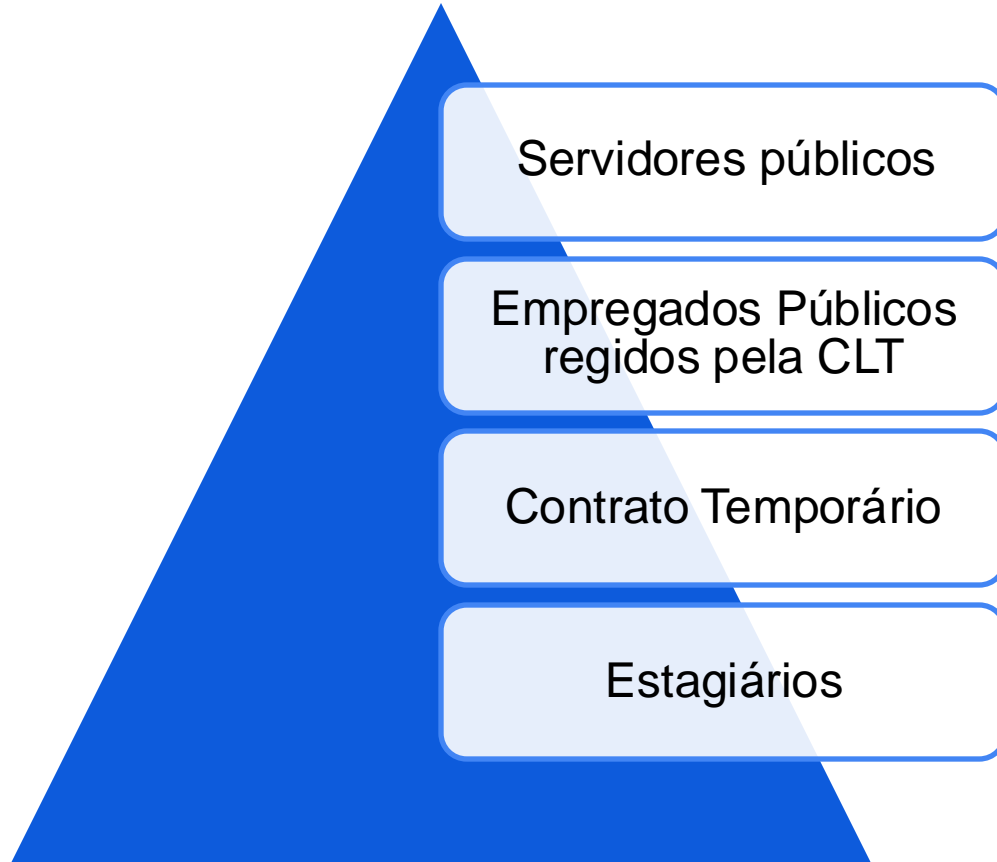 Servidores públicos
Empregados Públicos
regidos pela CLT
Contrato Temporário
Estagiários